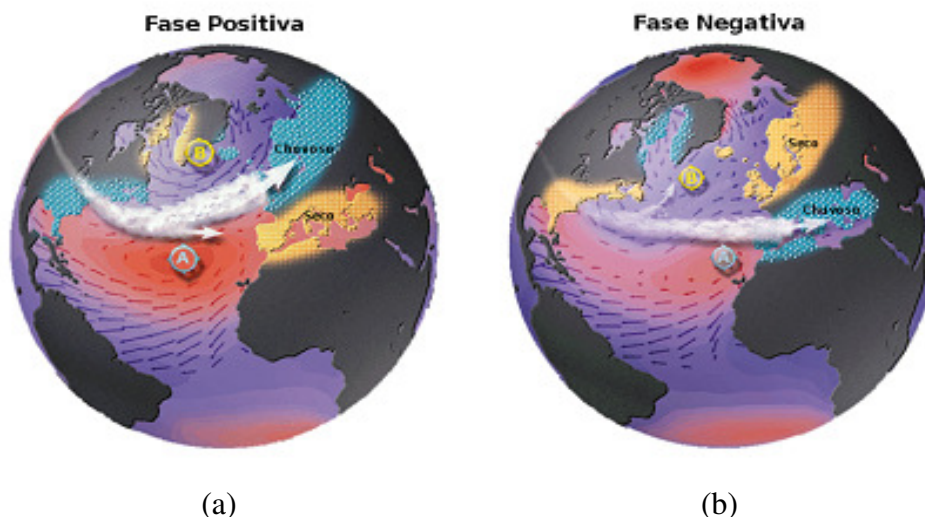 Fase Positiva
Fase Negativa
B
Chuvoso
Seco
A
B
Seco
Chuvoso
A
(a)
(b)